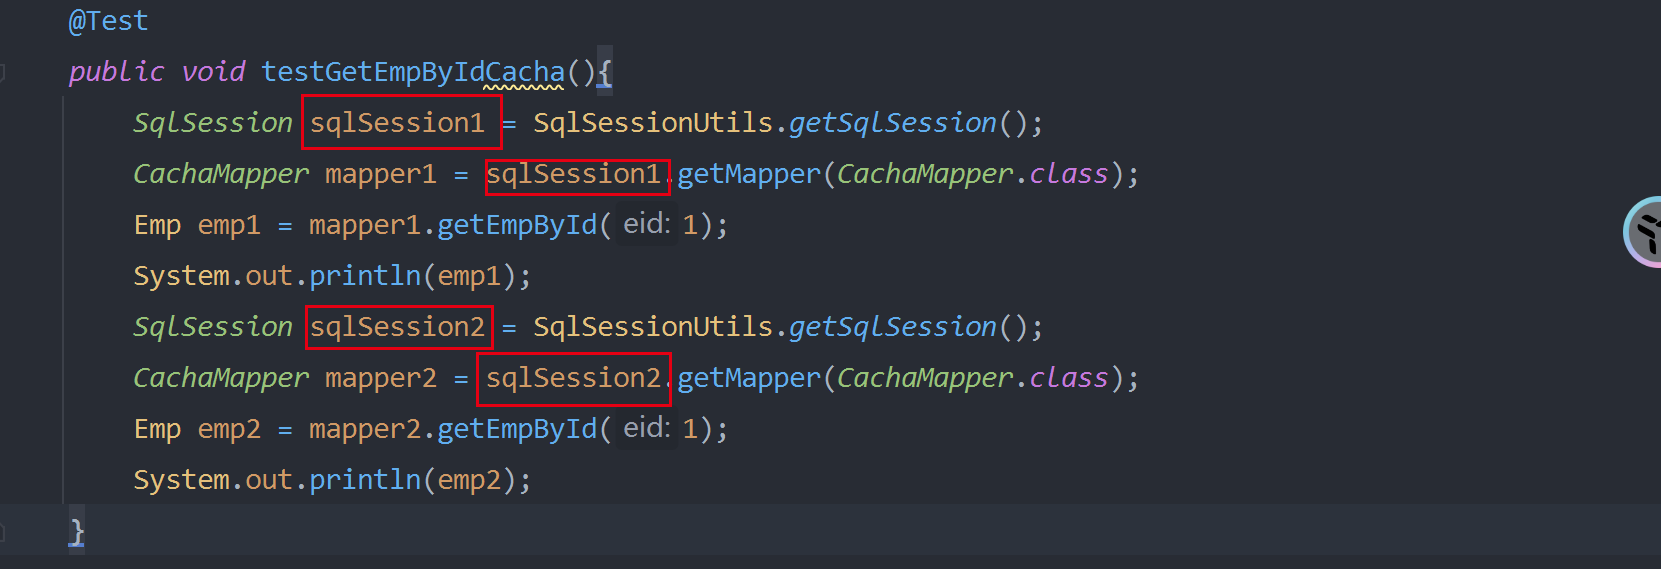 @Test
public void testGetEmpByIdCacha(){
SqlSession sqlSession1 = SqlSessionUtils.getSqlSession();
CachaMapper mapper1 = sqlSession1.getMapper(CachaMapper.class);
Emp emp1 = mapper1.getEmpById( eid: 1);
System.out.println(emp1);
SqlSession sqlSession2 = SqlSessionUtils.getSqlSession();
CachaMapper mapper2 = sqlSession2.getMapper(CachaMapper.class);
Emp emp2 = mapper2.getEmpById( eid: 1);
System.out.println(emp2);
}